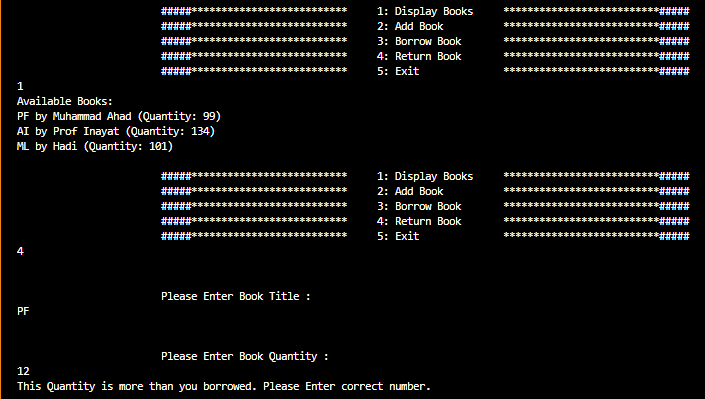 #####************************** 1: Display Books **************************#####
#####************************** 2: Add Book **************************#####
#####************************** 3: Borrow Book **************************#####
#####************************** 4: Return Book **************************#####
#####************************** 5: Exit **************************#####
1
Available Books:
PF by Muhammad Ahad (Quantity: 99)
AI by Prof Inayat (Quantity: 134)
ML by Hadi (Quantity: 101)
#####************************** 1: Display Books **************************#####
#####************************** 2: Add Book **************************#####
#####************************** 3: Borrow Book **************************#####
#####************************** 4: Return Book **************************#####
#####************************** 5: Exit **************************#####
4
Please Enter Book Title :
PF
Please Enter Book Quantity :
12
This Quantity is more than you borrowed. Please Enter correct number.